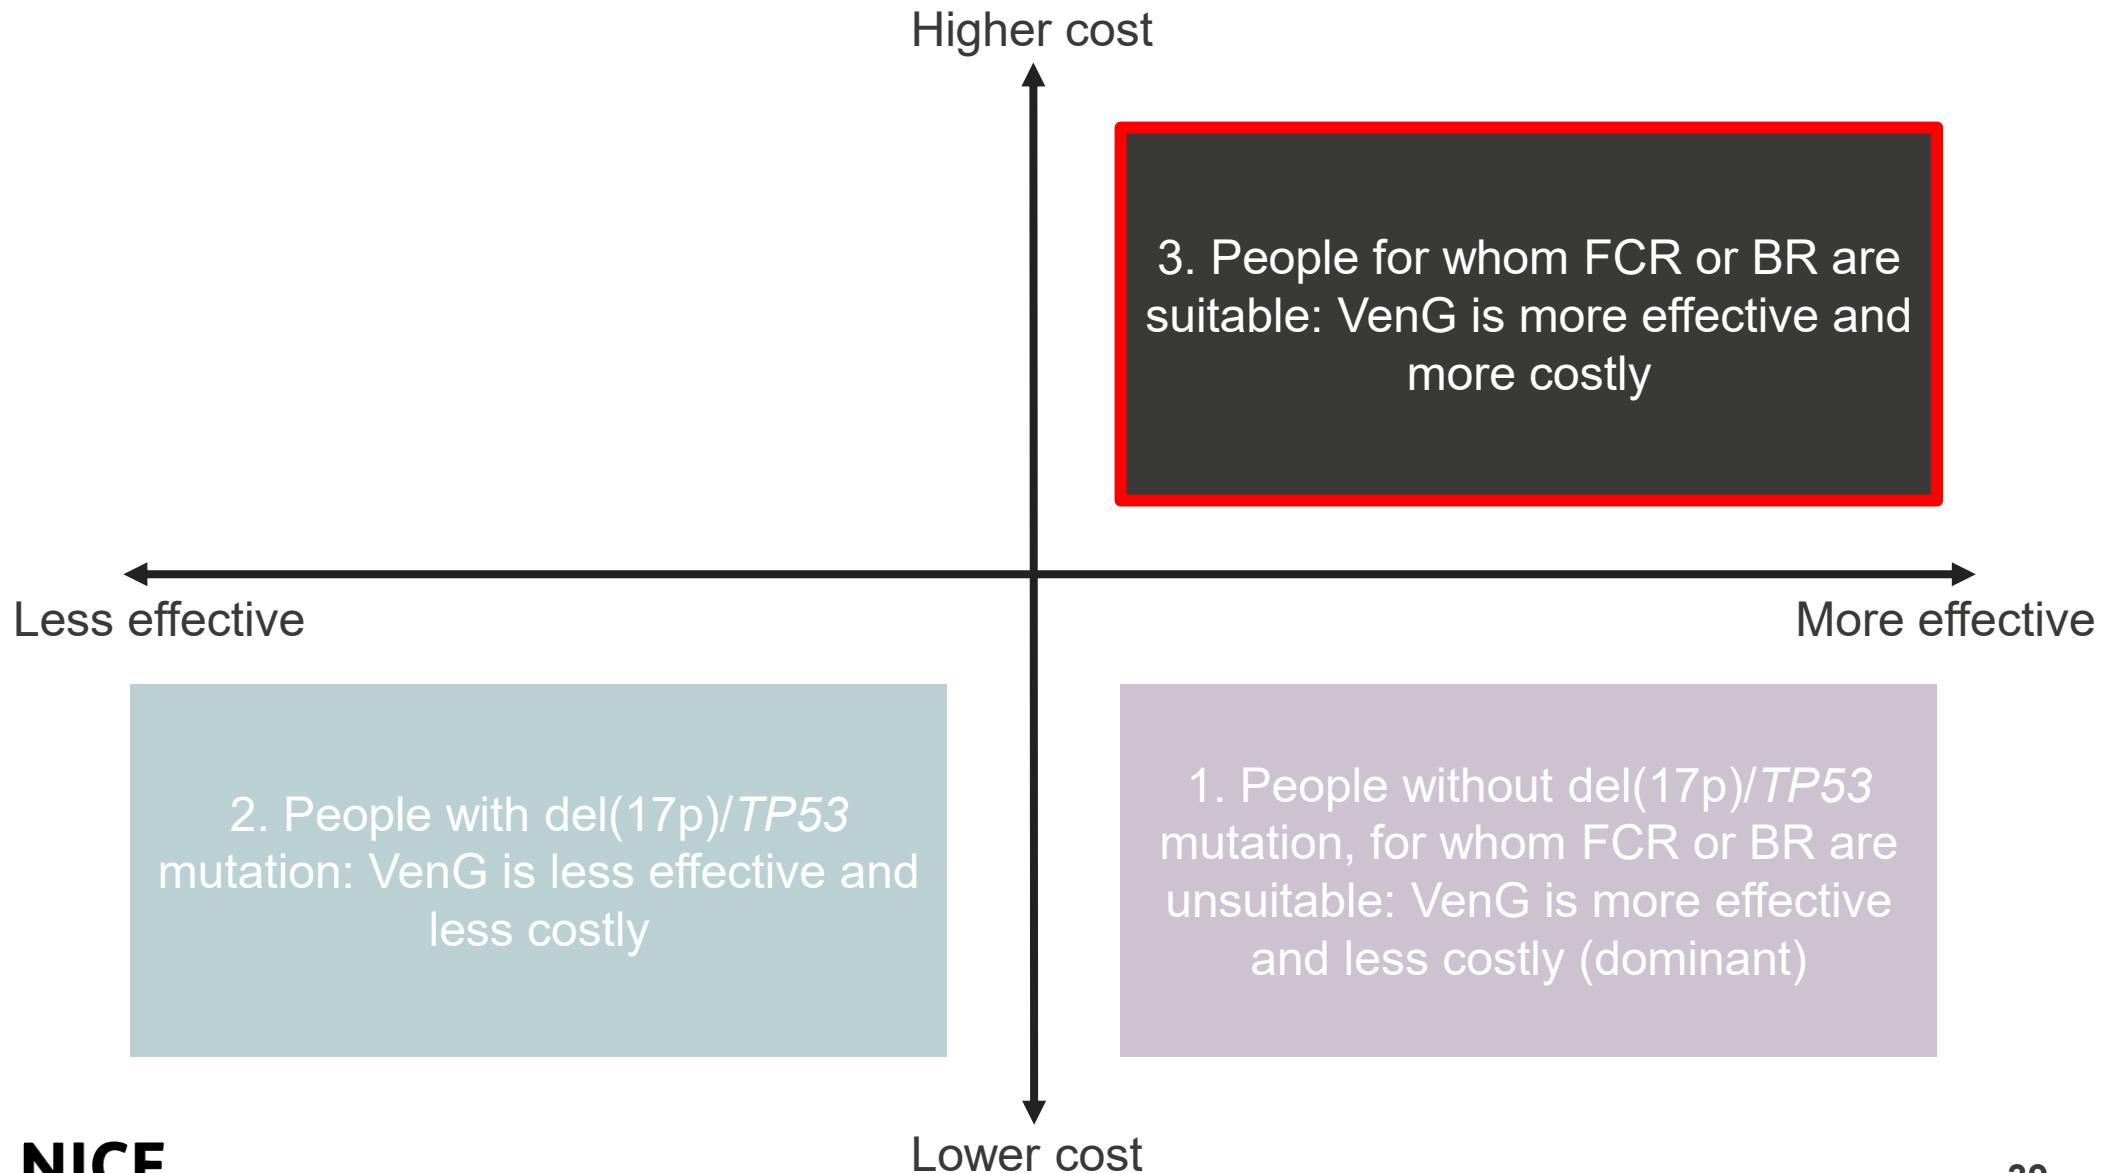 Higher cost
3. People for whom FCR or BR are
suitable: VenG is more effective and
more costly
Less effective
More effective
2. People with del(17p)/TP53
mutation: VenG is less effective and
less costly
1. People without del(17p)/TP53
mutation, for whom FCR or BR are
unsuitable: VenG is more effective
and less costly (dominant)
NICE
Lower cost